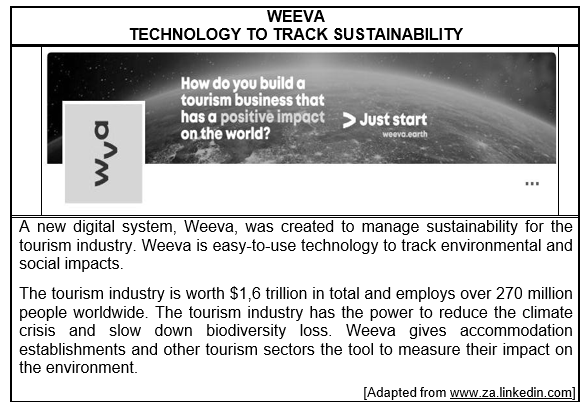 WEEVA
TECHNOLOGY TO TRACK SUSTAINABILITY
How do you build a
tourism business that
has a positive impact
on the world?
> Just start
weeva.earth
wva
...
A new digital system, Weeva, was created to manage sustainability for the
tourism industry. Weeva is easy-to-use technology to track environmental and
social impacts.
The tourism industry is worth $1,6 trillion in total and employs over 270 million
people worldwide. The tourism industry has the power to reduce the climate
crisis and slow down biodiversity loss. Weeva gives accommodation
establishments and other tourism sectors the tool to measure their impact on
the environment.
[Adapted from www.za.linkedin.com]